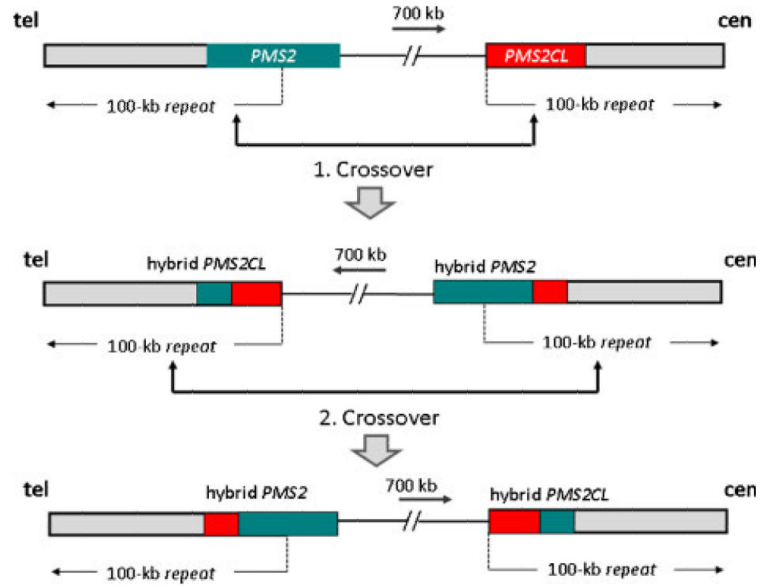 tel 700 kb cen
PMS2 PMS2CL
100-kb repeat 100-kb repeat
1. Crossover
tel hybrid PMS2CL 700 kb hybrid PMS2 cen
100-kb repeat 100-kb repeat
2. Crossover
tel hybrid PMS2 700 kb hybrid PMS2CL cen
100-kb repeat 100-kb repeat